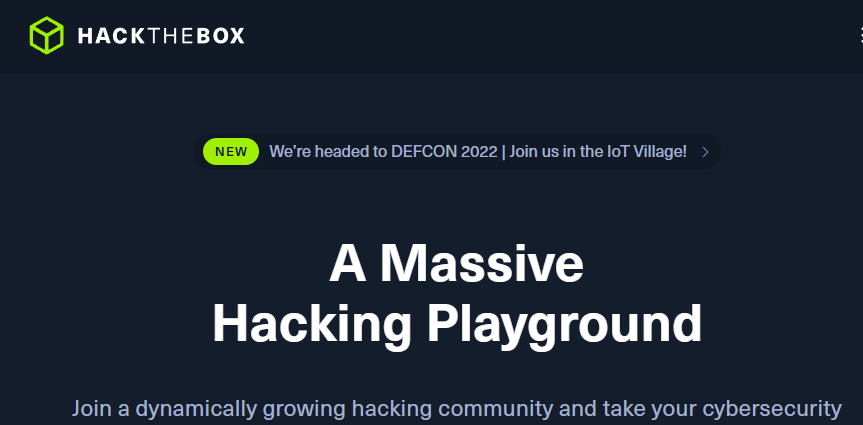 HACKTHEBOX
NEW We're headed to DEFCON 2022 | Join us in the IoT Village!
A Massive
Hacking Playground
Join a dynamically growing hacking community and take your cybersecurity